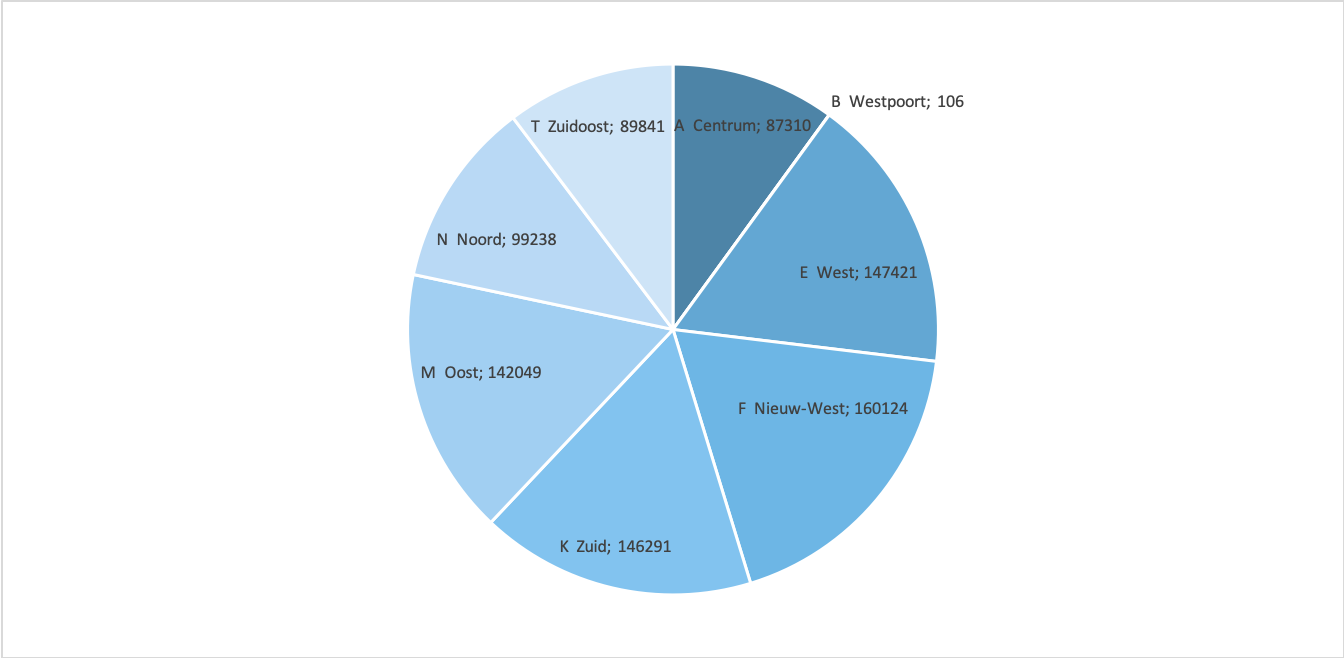 B Westpoort; 106
T Zuidoost; 89841
A Centrum; 87310
N Noord; 99238
E West; 147421
M Oost; 142049
F Nieuw-West; 160124
K Zuid; 146291